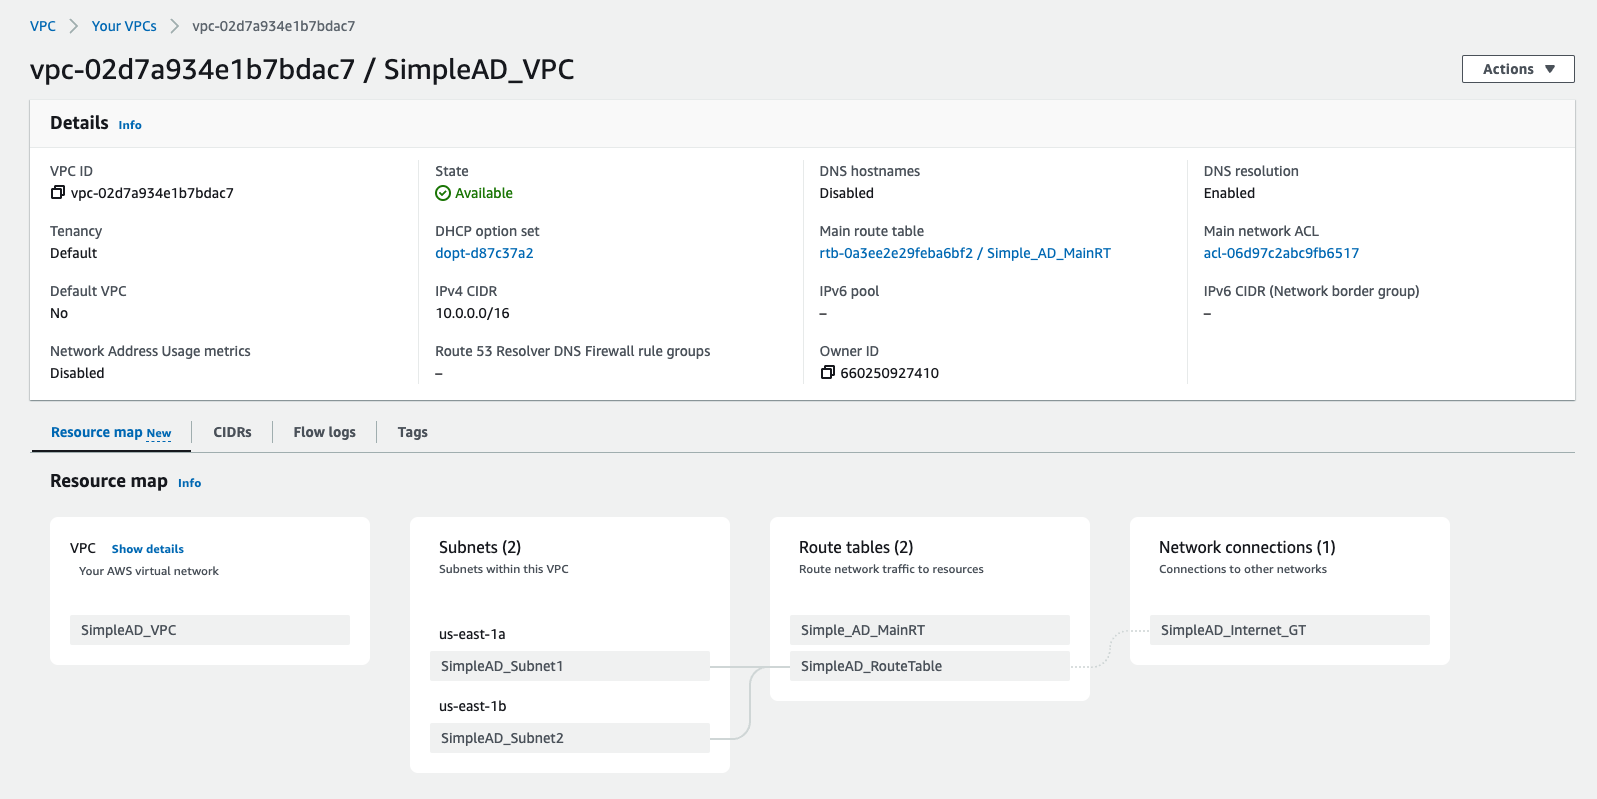 VPC > Your VPCs > vpc-02d7a934e1b7bdac7
vpc-02d7a934e1b7bdac7 / SimpleAD_VPC
Actions ▼
Details Info
VPC ID
vpc-02d7a934e1b7bdac7
State
Available
DNS hostnames
Disabled
DNS resolution
Enabled
Tenancy
Default
DHCP option set
dopt-d87c37a2
Main route table
rtb-0a3ee2e29feba6bf2 / Simple_AD_MainRT
Main network ACL
acl-06d97c2abc9fb6517
Default VPC
No
IPv4 CIDR
10.0.0.0/16
IPv6 pool
–
IPv6 CIDR (Network border group)
–
Network Address Usage metrics
Disabled
Route 53 Resolver DNS Firewall rule groups
–
Owner ID
660250927410
Resource map New
CIDRs
Flow logs
Tags
Resource map Info
VPC Show details
Your AWS virtual network
SimpleAD_VPC
Subnets (2)
Subnets within this VPC
us-east-1a
SimpleAD_Subnet1
us-east-1b
SimpleAD_Subnet2
Route tables (2)
Route network traffic to resources
Simple_AD_MainRT
SimpleAD_RouteTable
Network connections (1)
Connections to other networks
SimpleAD_Internet_GT